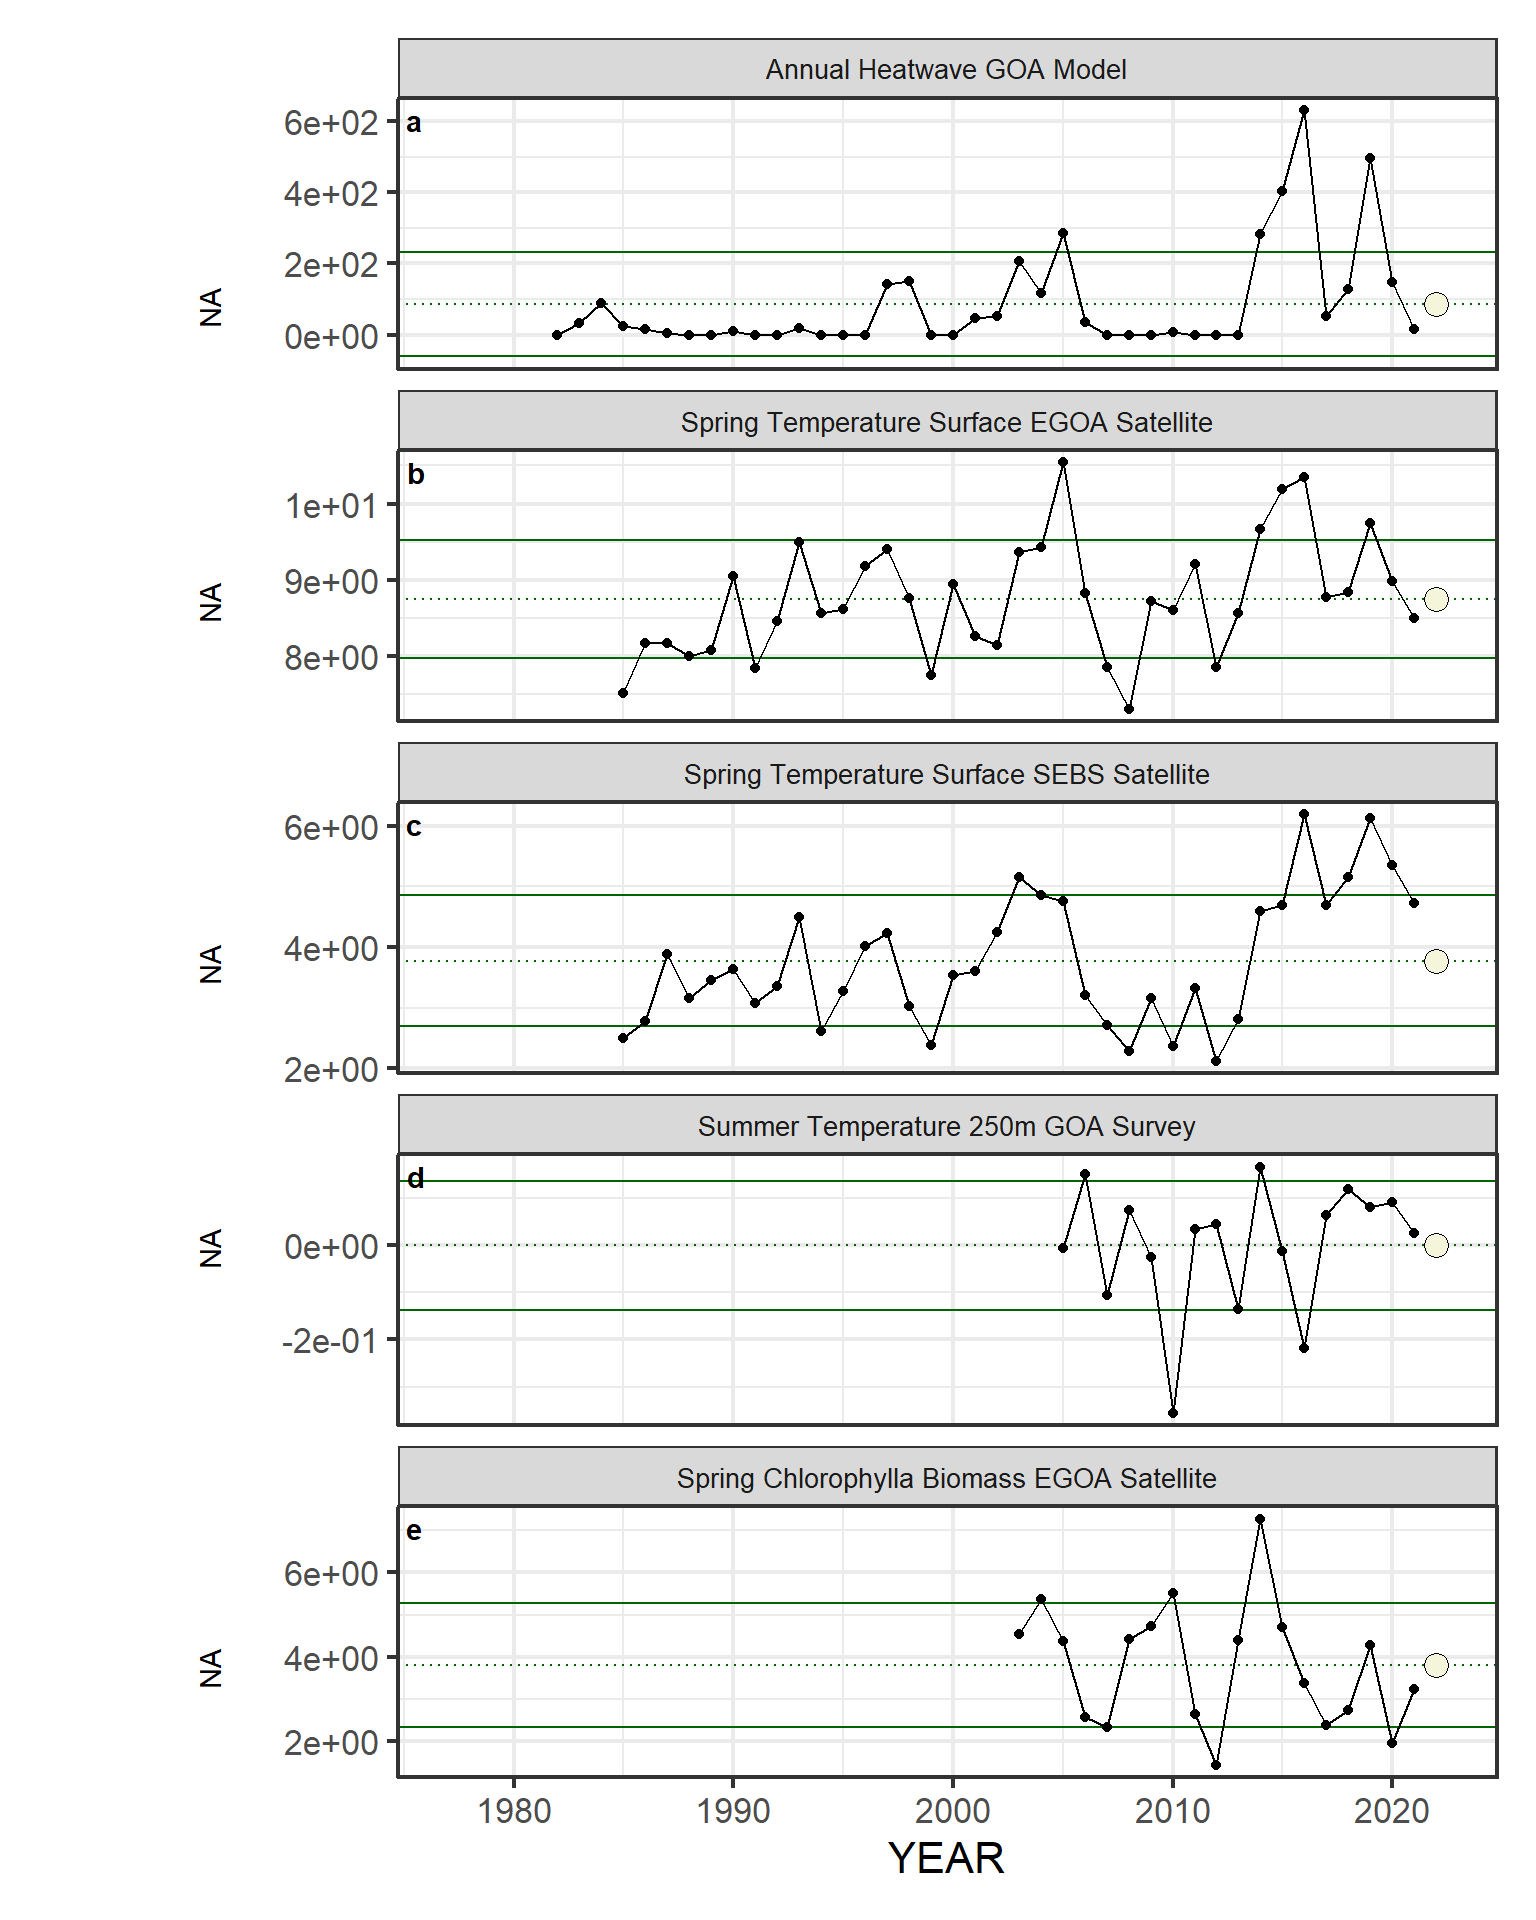 Annual Heatwave GOA Model
a
6e+02
4e+02
2e+02
0e+00
NA
Spring Temperature Surface EGOA Satellite
b
1e+01
9e+00
8e+00
NA
Spring Temperature Surface SEBS Satellite
c
6e+00
4e+00
2e+00
NA
Summer Temperature 250m GOA Survey
d
0e+00
-2e-01
NA
Spring Chlorophylla Biomass EGOA Satellite
e
6e+00
4e+00
2e+00
NA
1980 1990 2000 2010 2020
YEAR